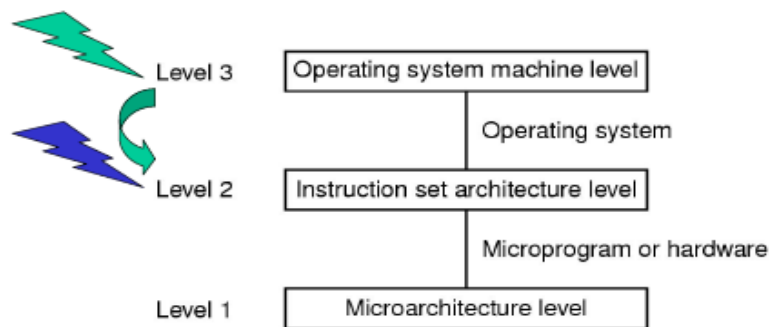 Level 3 Operating system machine level
Operating system
Level 2 Instruction set architecture level
Microprogram or hardware
Level 1 Microarchitecture level